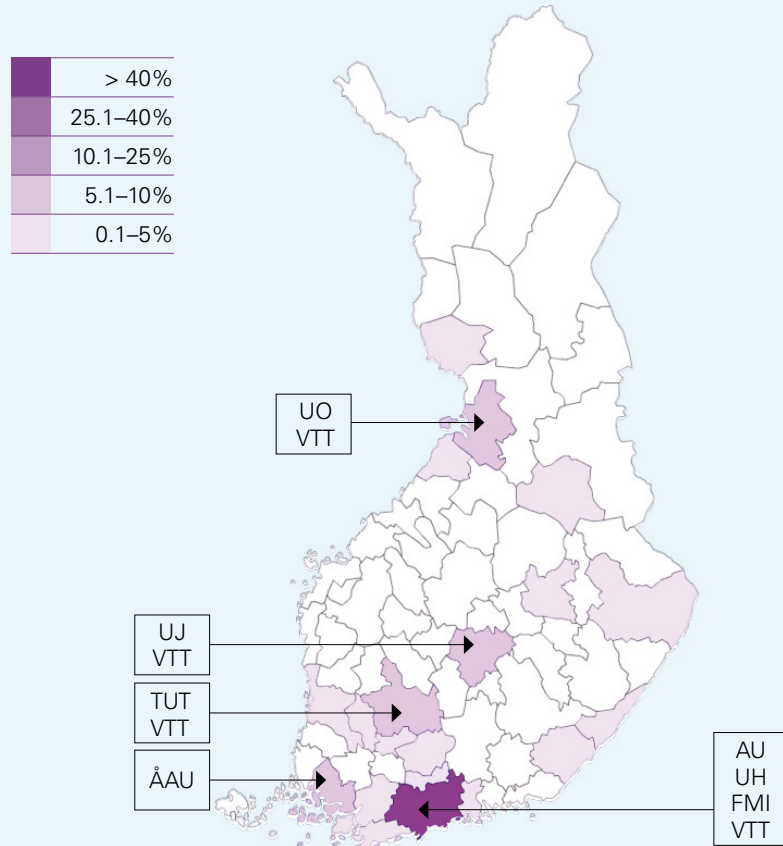 > 40%
25.1–40%
10.1–25%
5.1–10%
0.1–5%
UO
VTT
UJ
VTT
TUT
VTT
ÅAU
AU
UH
FMI
VTT